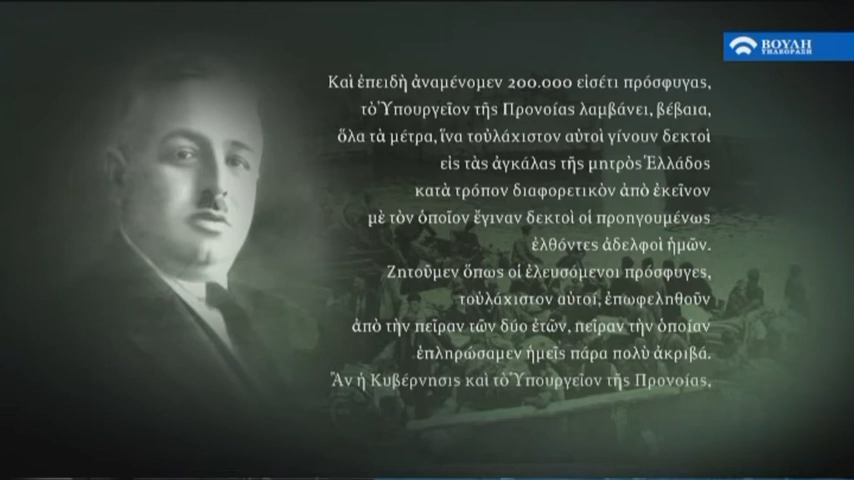 ΒΟΥΛΗ
ΤΗΛΕΟΡΑΣΗ
Καὶ ἐπειδὴ ἀναμένομεν 200.000 εἰσέτι πρόσφυγας,
τὸ Ὑπουργεῖον τῆς Προνοίας λαμβάνει, βέβαια,
ὅλα τὰ μέτρα, ἵνα τοὐλάχιστον αὐτοὶ γίνουν δεκτοὶ
εἰς τὰς ἀγκάλας τῆς μητρὸς Ἑλλάδος
κατὰ τρόπον διαφορετικὸν ἀπὸ ἐκεῖνον
μὲ τὸν ὁποῖον ἔγιναν δεκτοὶ οἱ προηγουμένως
ἐλθόντες ἀδελφοὶ ἡμῶν.
Ζητοῦμεν ὅπως οἱ ἐλευσόμενοι πρόσφυγες,
τοὐλάχιστον αὐτοί, ἐπωφεληθοῦν
ἀπὸ τὴν πεῖραν τῶν δύο ἐτῶν, πεῖραν τὴν ὁποίαν
ἐπληρώσαμεν ἡμεῖς πάρα πολὺ ἀκριβά.
Ἂν ἡ Κυβέρνησις καὶ τὸ Ὑπουργεῖον τῆς Προνοίας,